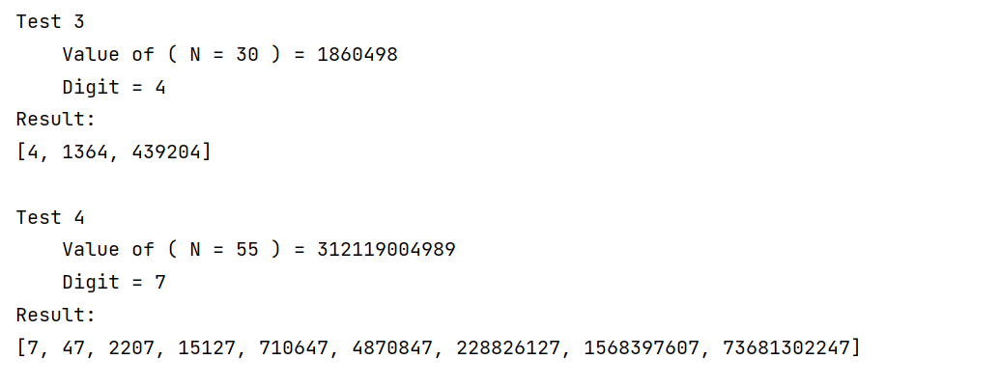 Test 3
    Value of ( N = 30 ) = 1860498
    Digit = 4
Result:
[4, 1364, 439204]
Test 4
    Value of ( N = 55 ) = 312119004989
    Digit = 7
Result:
[7, 47, 2207, 15127, 710647, 4870847, 228826127, 1568397607, 73681302247]